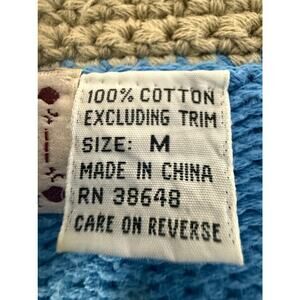 100% COTTON
EXCLUDING TRIM
SIZE: M
MADE IN CHINA
RN 38648
CARE ON REVERSE